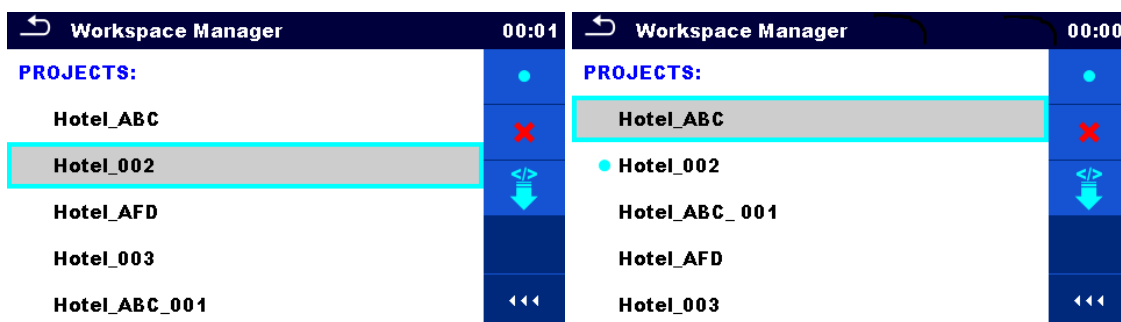 Workspace Manager 00:01
PROJECTS:
Hotel_ABC
Hotel_002
</>
Hotel_AFD
Hotel_003
Hotel_ABC_001
Workspace Manager 00:00
PROJECTS:
Hotel_ABC
Hotel_002
</>
Hotel_ABC_ 001
Hotel_AFD
Hotel_003